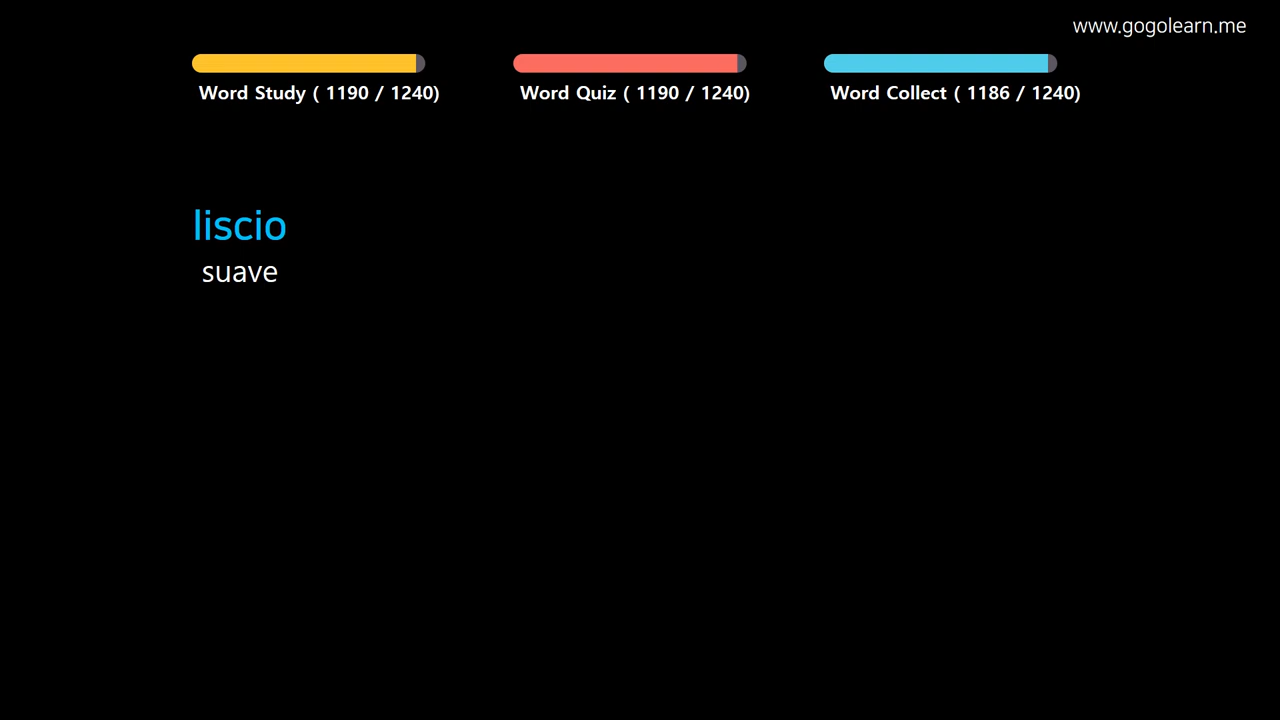 www.gogolearn.me
Word Study ( 1190 / 1240)
Word Quiz ( 1190 / 1240)
Word Collect ( 1186 / 1240)
liscio
suave